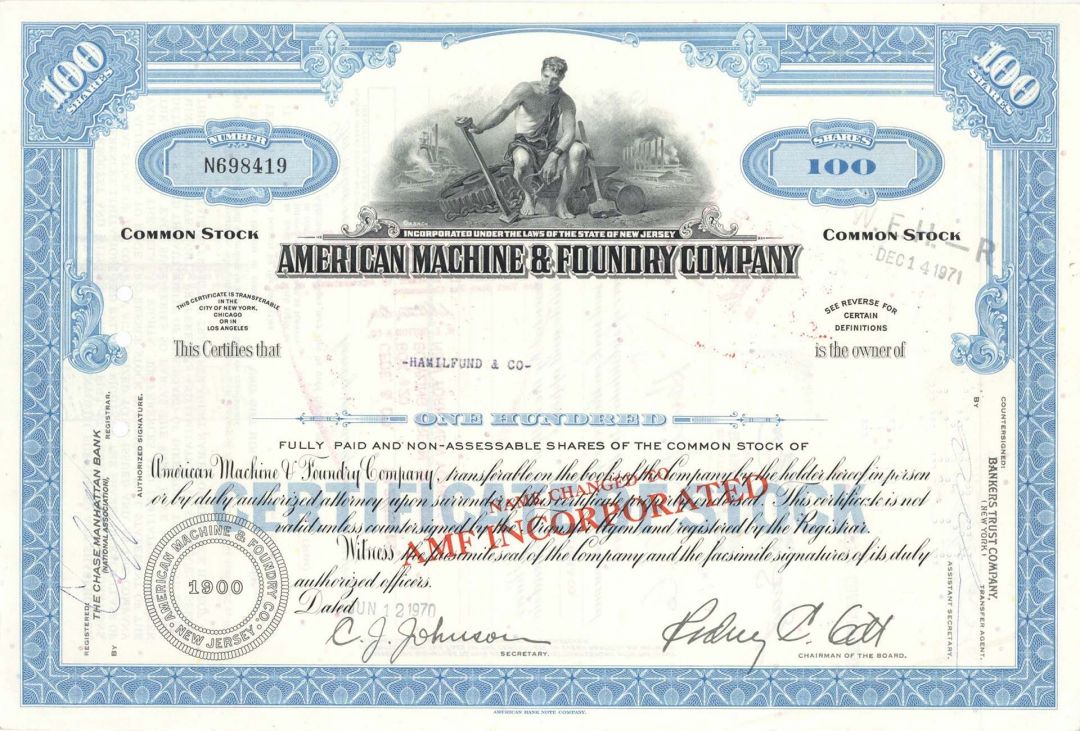 100
SHARES
100
SHARES
NUMBER
N698419
SHARES
100
INCORPORATED UNDER THE LAWS OF THE STATE OF NEW JERSEY
COMMON STOCK
COMMON STOCK
AMERICAN MACHINE & FOUNDRY COMPANY
DEC 14 1971
THIS CERTIFICATE IS TRANSFERABLE
IN THE
CITY OF NEW YORK,
CHICAGO
OR IN
LOS ANGELES
SEE REVERSE FOR
CERTAIN
DEFINITIONS
This Certifies that
-HAMILFUND & CO-
is the owner of
ONE HUNDRED
FULLY PAID AND NON-ASSESSABLE SHARES OF THE COMMON STOCK OF
American Machine & Foundry Company, transferable on the books of the Company by the holder hereof in person
or by duly authorized attorney upon surrender of this certificate properly endorsed. This certificate is not
valid unless countersigned by the Transfer Agent and registered by the Registrar.
Witness the facsimile seal of the Company and the facsimile signatures of its duly
authorized officers.
CERTIFICATE OF STOCK
NAME CHANGED TO
AMF INCORPORATED
Dated JUN 12 1970
AMERICAN MACHINE & FOUNDRY CO.
1900
NEW JERSEY
C. J. Johnson
SECRETARY.
Rodney C. Gott
CHAIRMAN OF THE BOARD.
REGISTERED:
THE CHASE MANHATTAN BANK
(NATIONAL ASSOCIATION),
REGISTRAR.
BY
AUTHORIZED SIGNATURE.
COUNTERSIGNED:
BANKERS TRUST COMPANY,
(NEW YORK)
TRANSFER AGENT.
BY
ASSISTANT SECRETARY.
AMERICAN BANK NOTE COMPANY.